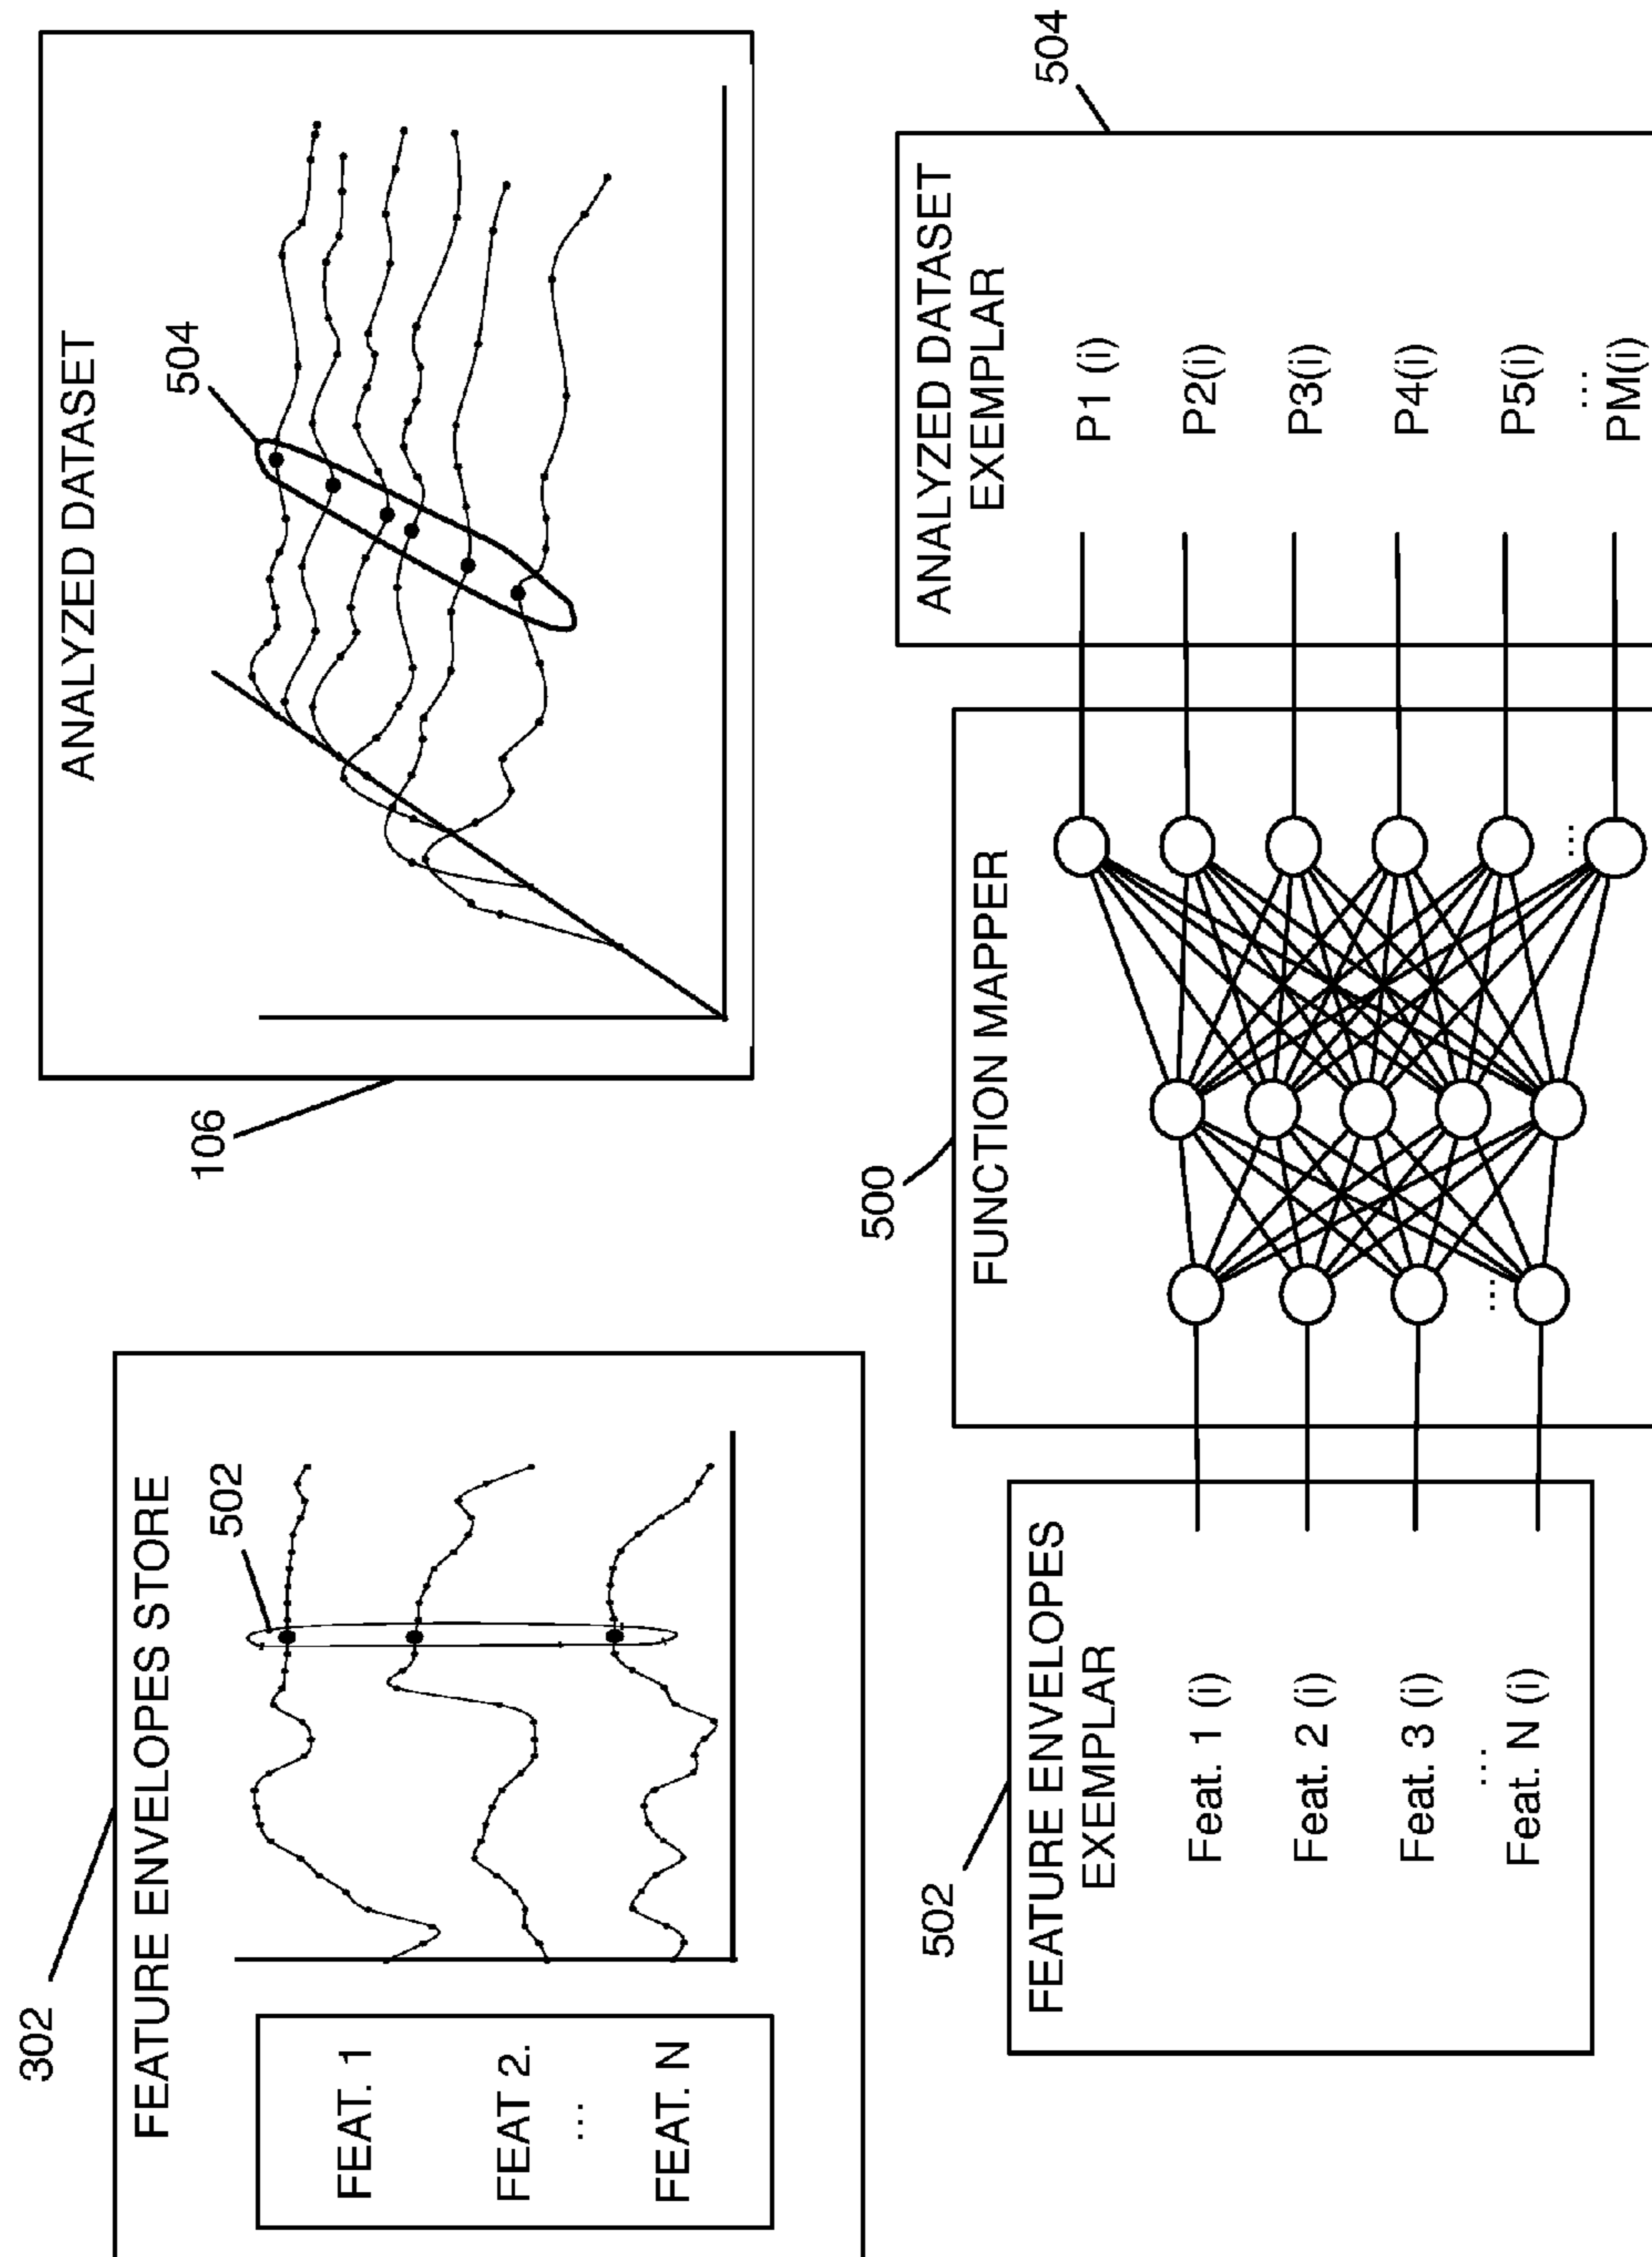 302
FEATURE ENVELOPES STORE
FEAT. 1
FEAT 2.
...
FEAT. N
502
106
ANALYZED DATASET
504
502
FEATURE ENVELOPES
EXEMPLAR
Feat. 1 (i)
Feat. 2 (i)
Feat. 3 (i)
...
Feat. N (i)
500
FUNCTION MAPPER
...
...
504
ANALYZED DATASET
EXEMPLAR
P1 (i)
P2(i)
P3(i)
P4(i)
P5(i)
...
PM(i)